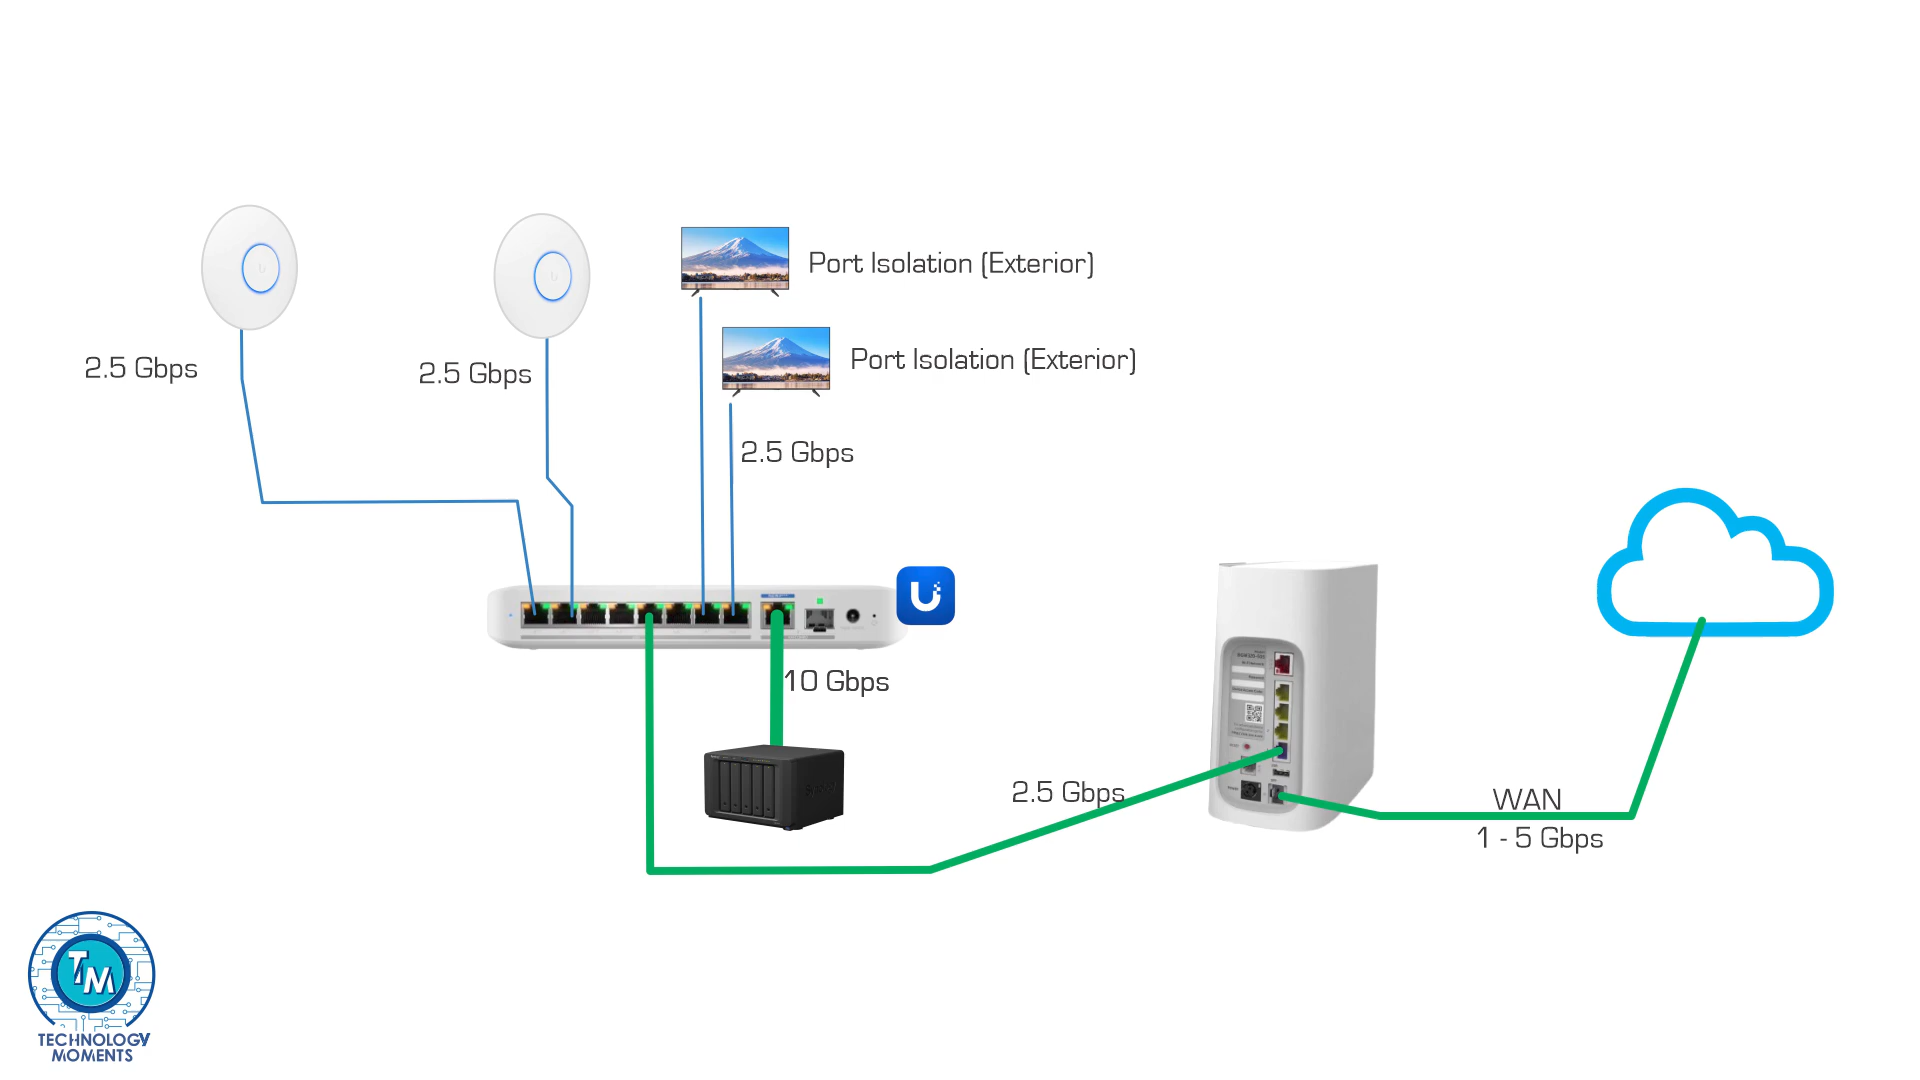 Port Isolation (Exterior)
Port Isolation (Exterior)
2.5 Gbps
2.5 Gbps
2.5 Gbps
10 Gbps
2.5 Gbps
WAN
1 - 5 Gbps
TM
TECHNOLOGY
MOMENTS